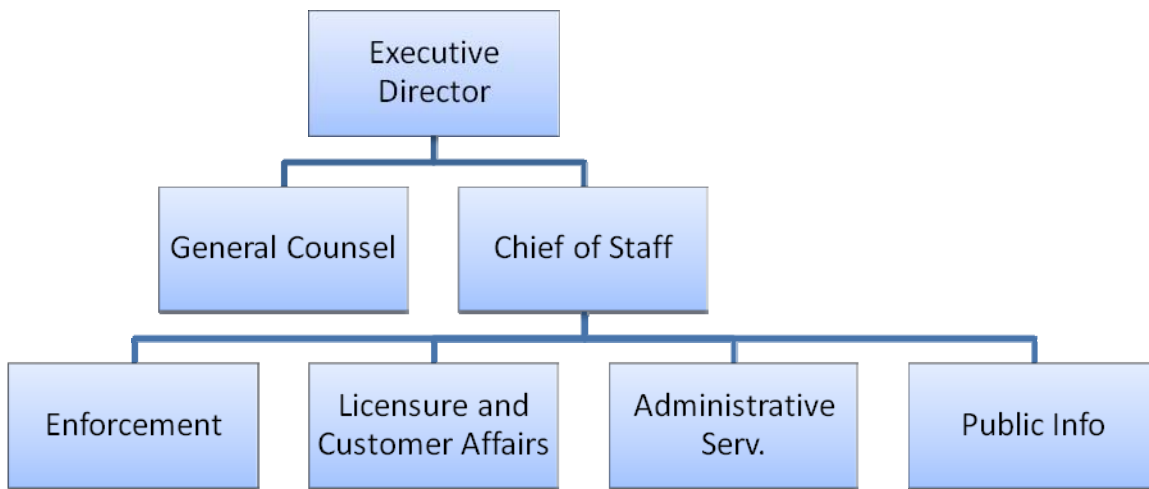 Executive
Director
General Counsel
Chief of Staff
Enforcement
Licensure and
Customer Affairs
Administrative
Serv.
Public Info